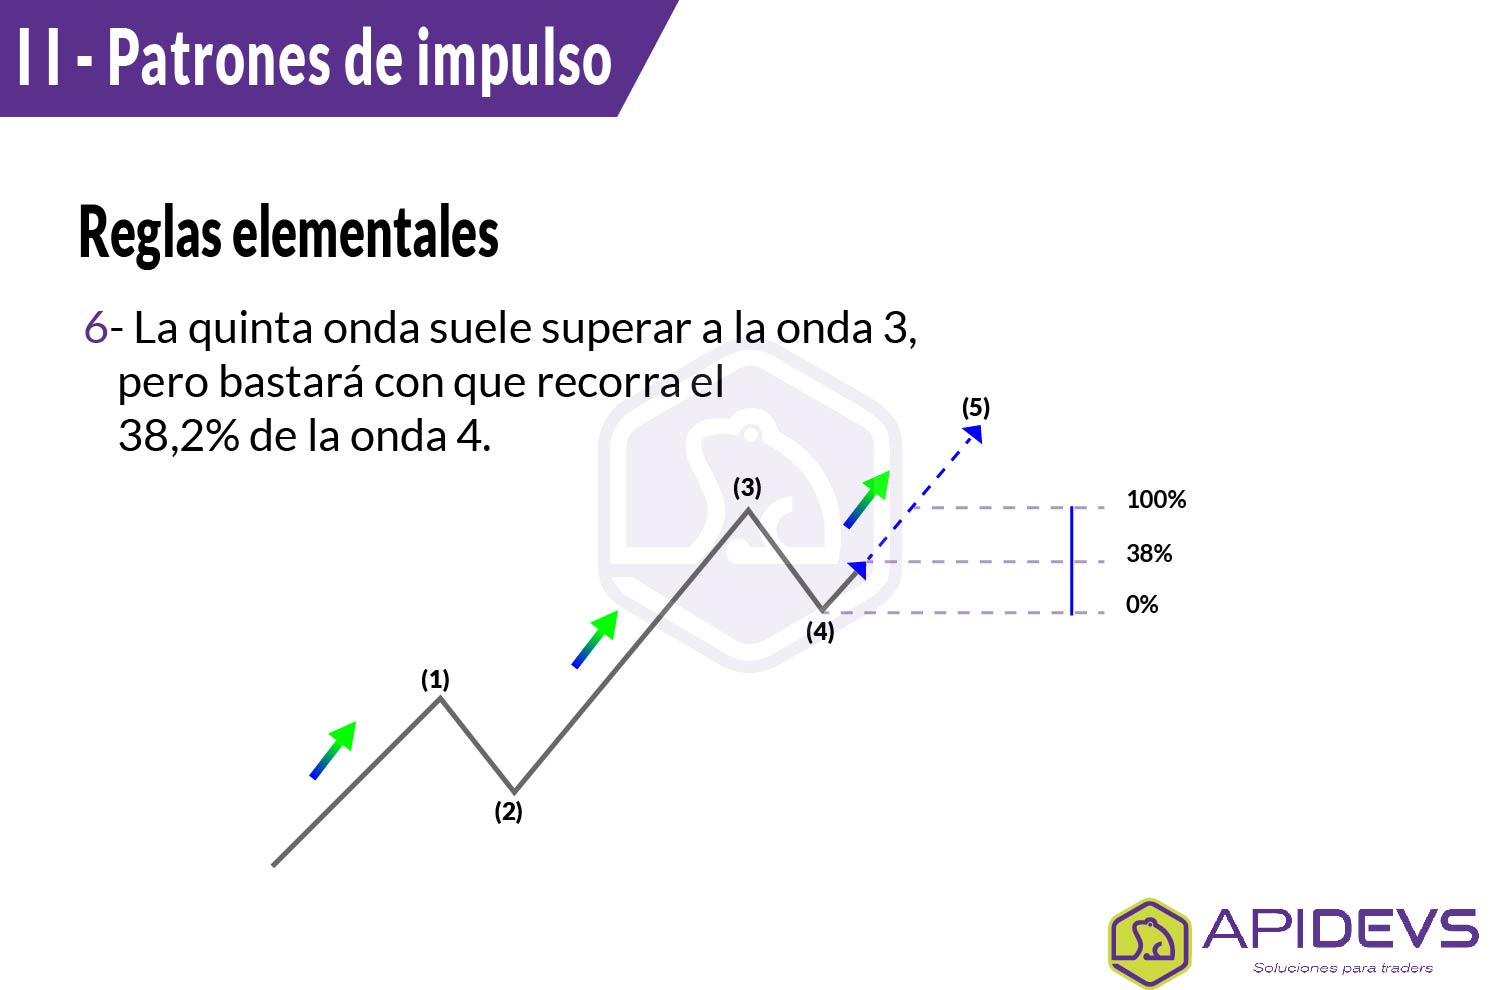 I I - Patrones de impulso
Reglas elementales
6- La quinta onda suele superar a la onda 3,
pero bastará con que recorra el
38,2% de la onda 4.
(5)
(3)
100%
38%
0%
(4)
(1)
(2)
APIDEVS
Soluciones para traders